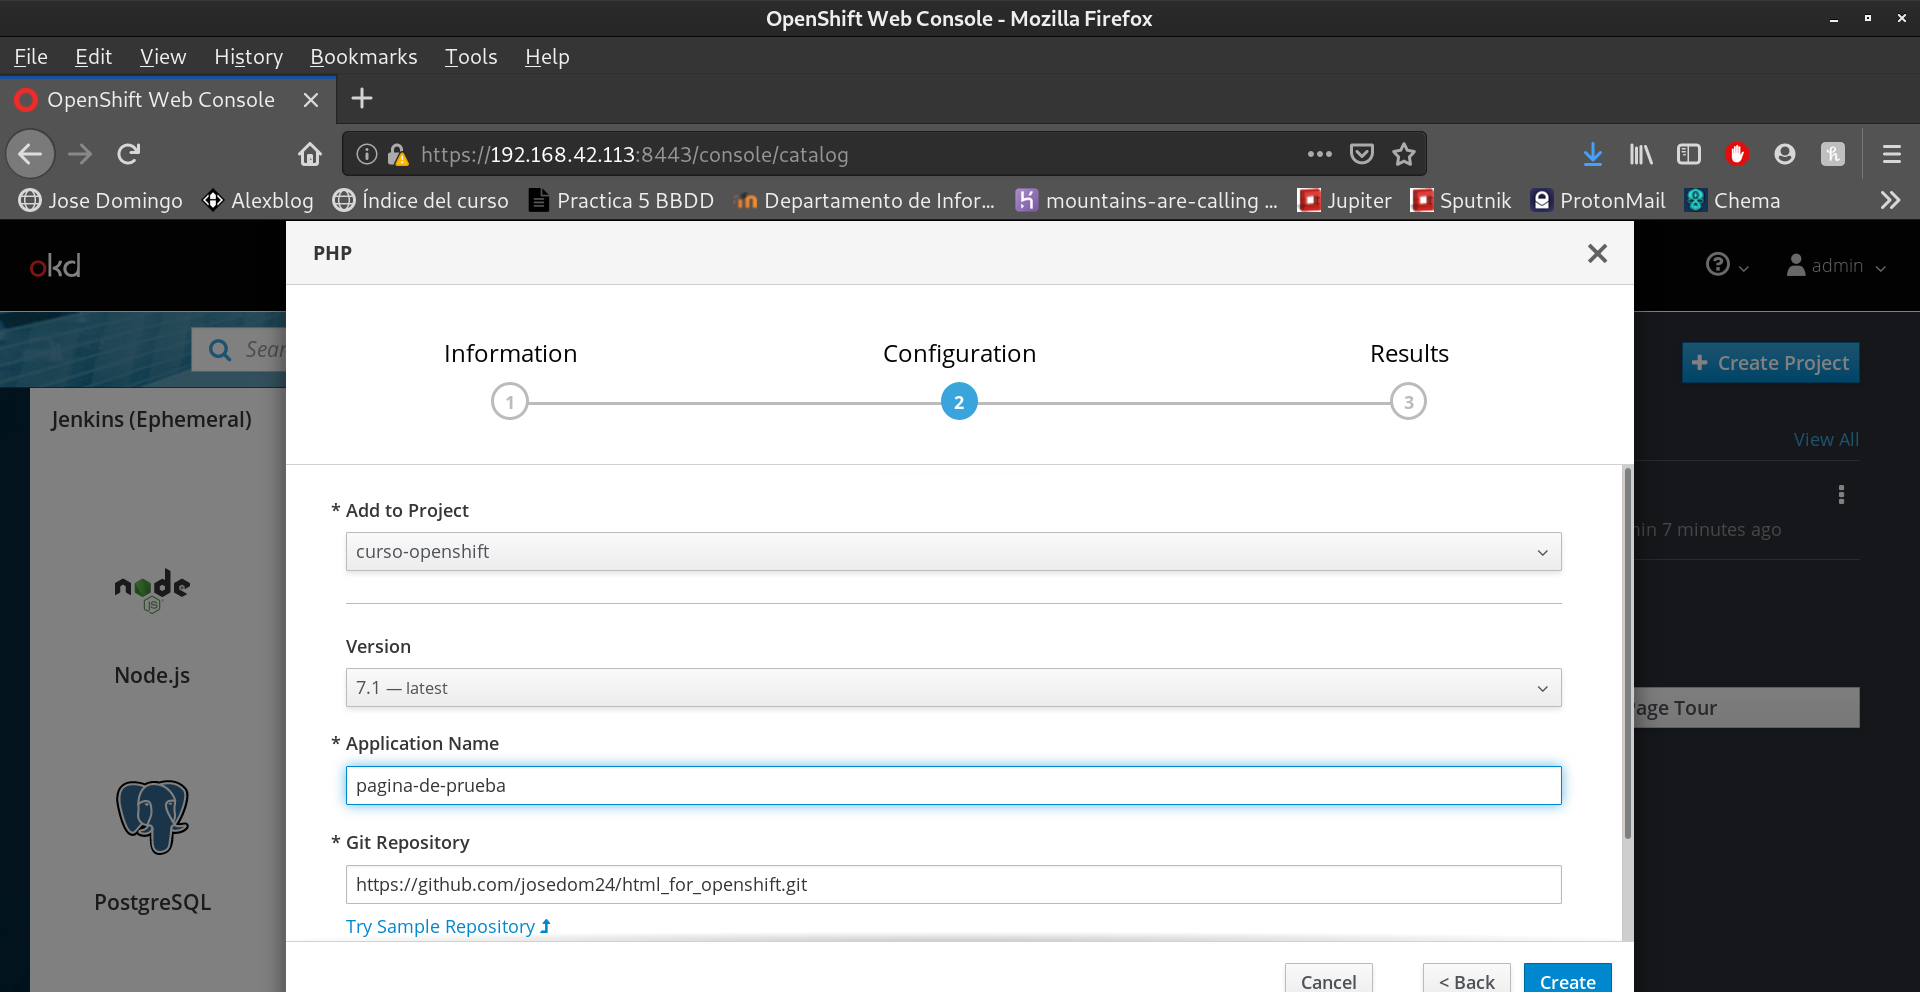 OpenShift Web Console - Mozilla Firefox
File Edit View History Bookmarks Tools Help
OpenShift Web Console
https://192.168.42.113:8443/console/catalog
Jose Domingo Alexblog Índice del curso Practica 5 BBDD Departamento de Infor... mountains-are-calling ... Jupiter Sputnik ProtonMail Chema
PHP
okd
admin
Sear
Information Configuration Results
1 2 3
Create Project
Jenkins (Ephemeral)
View All
* Add to Project
curso-openshift
in 7 minutes ago
Version
7.1 — latest
node
JS
Node.js
Page Tour
* Application Name
pagina-de-prueba
* Git Repository
https://github.com/josedom24/html_for_openshift.git
PostgreSQL
Try Sample Repository
Cancel < Back Create